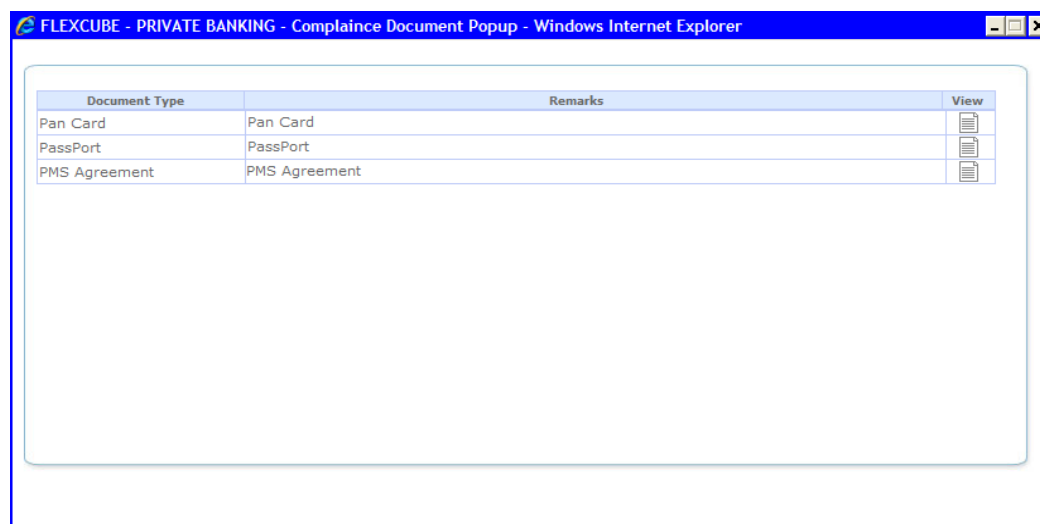 FLEXCUBE - PRIVATE BANKING - Complaince Document Popup - Windows Internet Explorer
Document Type Remarks View
Pan Card Pan Card
PassPort PassPort
PMS Agreement PMS Agreement